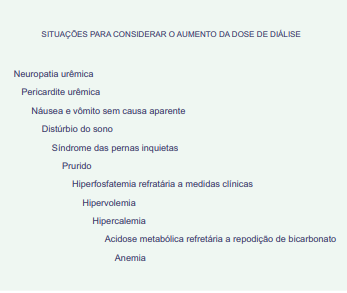 SITUAÇÕES PARA CONSIDERAR O AUMENTO DA DOSE DE DIÁLISE
Neuropatia urêmica
Pericardite urêmica
Náusea e vômito sem causa aparente
Distúrbio do sono
Síndrome das pernas inquietas
Prurido
Hiperfosfatemia refratária a medidas clínicas
Hipervolemia
Hipercalemia
Acidose metabólica refretária a repodição de bicarbonato
Anemia